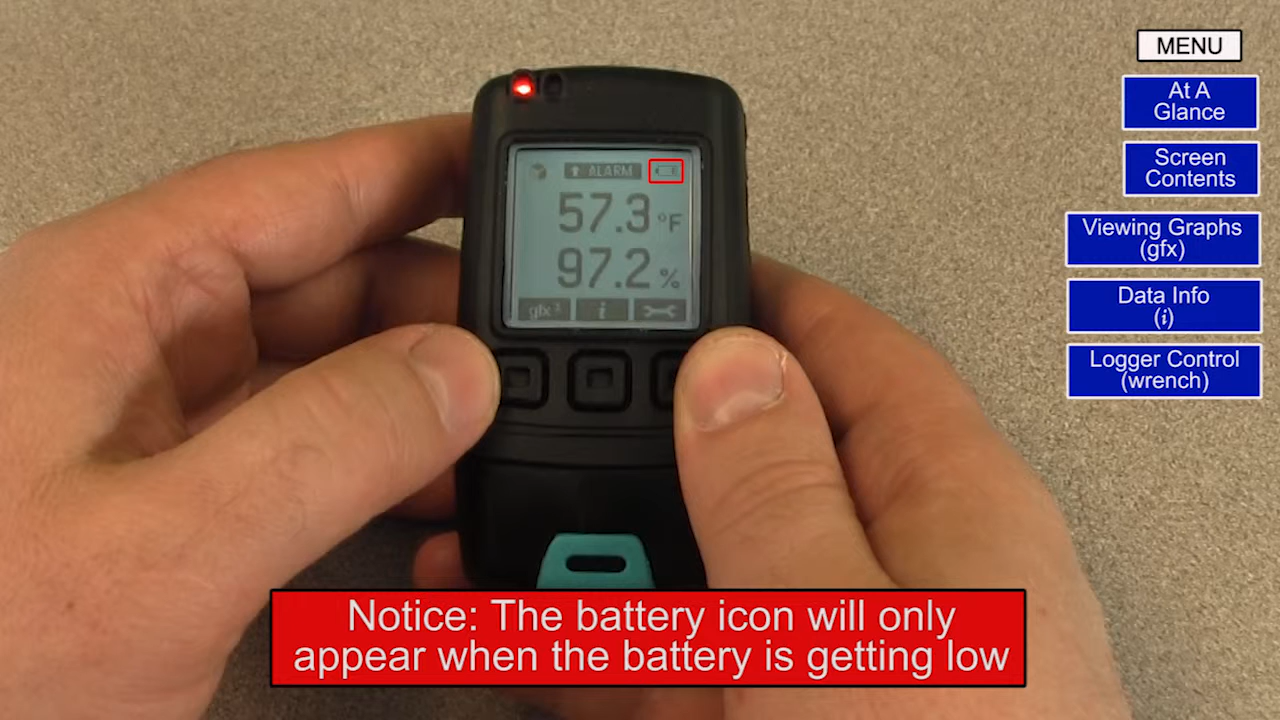 MENU
At A
Glance
Screen
Contents
Viewing Graphs
(gfx)
Data Info
(i)
Logger Control
(wrench)
ALARM
57.3 °F
97.2 %
gfx³ i
Notice: The battery icon will only
appear when the battery is getting low